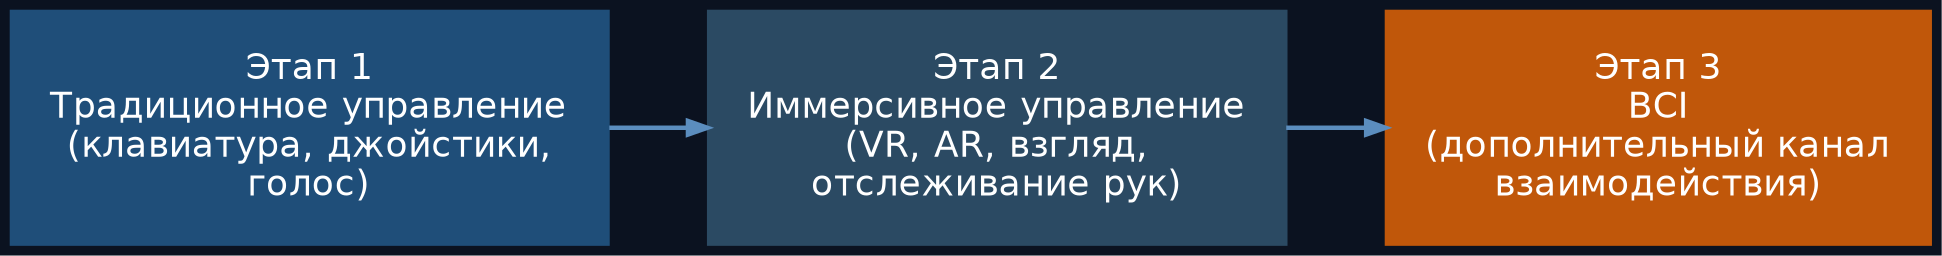 Этап 1
Традиционное управление
(клавиатура, джойстики,
голос)
Этап 2
Иммерсивное управление
(VR, AR, взгляд,
отслеживание рук)
Этап 3
BCI
(дополнительный канал
взаимодействия)